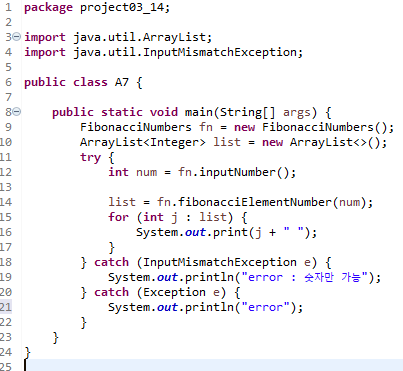 1 package project03_14;
2
3 import java.util.ArrayList;
4 import java.util.InputMismatchException;
5
6 public class A7 {
7
8     public static void main(String[] args) {
9         FibonacciNumbers fn = new FibonacciNumbers();
10         ArrayList<Integer> list = new ArrayList<>();
11         try {
12             int num = fn.inputNumber();
13
14             list = fn.fibonacciElementNumber(num);
15             for (int j : list) {
16                 System.out.print(j + " ");
17             }
18         } catch (InputMismatchException e) {
19             System.out.println("error : 숫자만 가능");
20         } catch (Exception e) {
21             System.out.println("error");
22         }
23     }
24 }
25